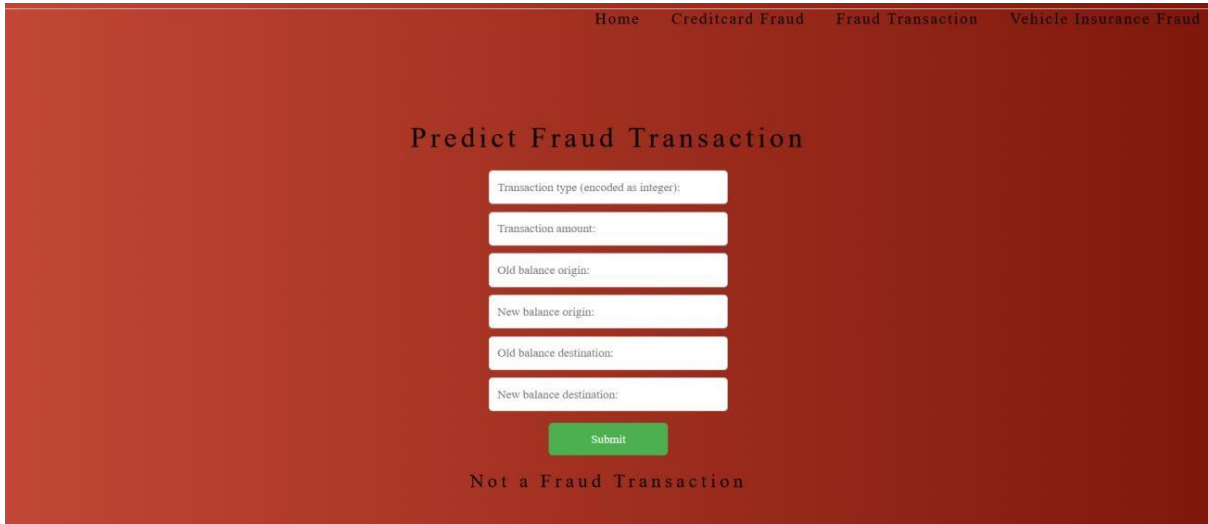 Home Creditcard Fraud Fraud Transaction Vehicle Insurance Fraud
Predict Fraud Transaction
Transaction type (encoded as integer):
Transaction amount:
Old balance origin:
New balance origin:
Old balance destination:
New balance destination:
Submit
Not a Fraud Transaction